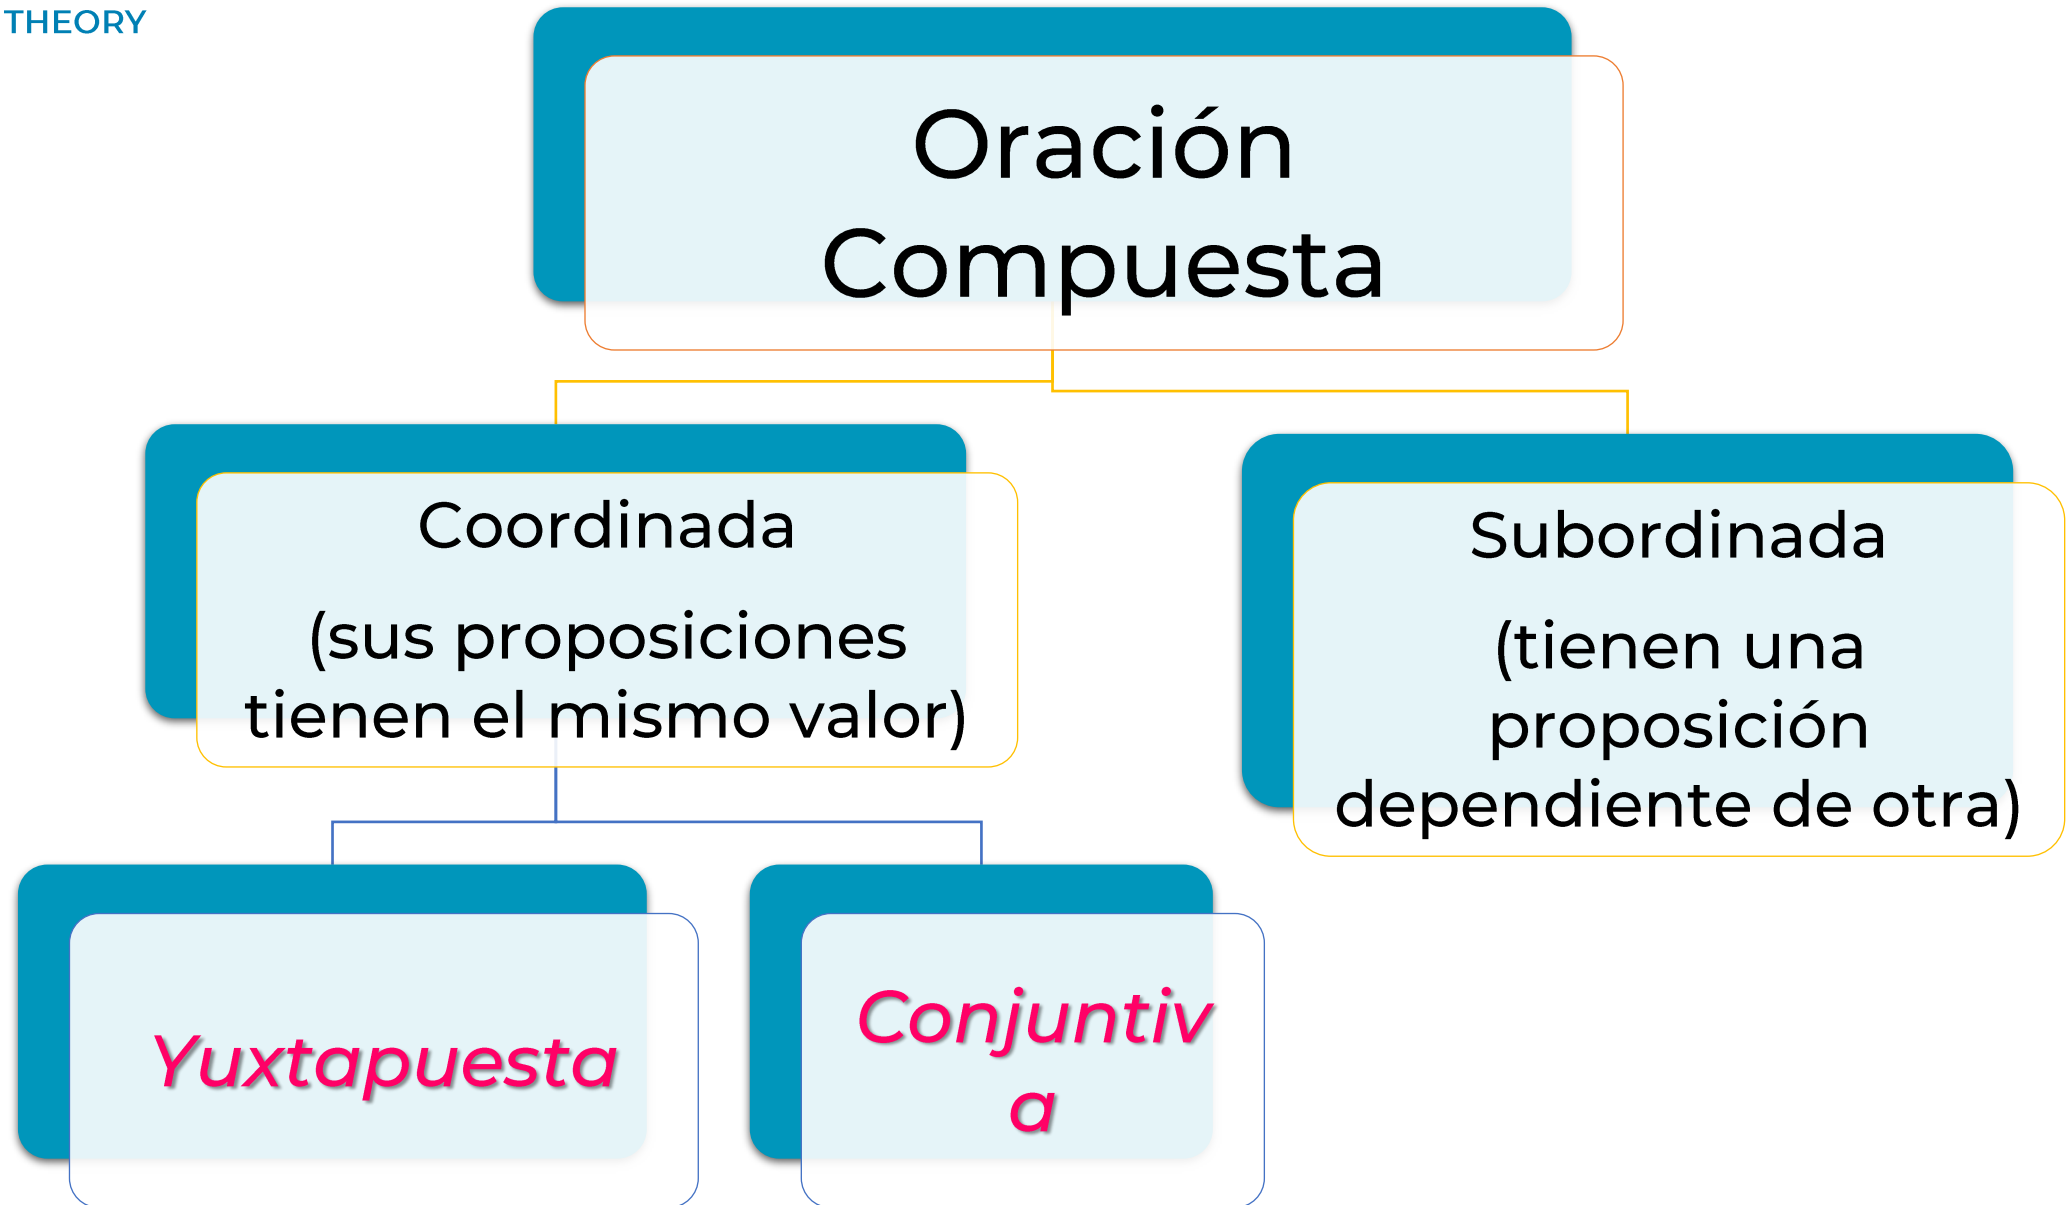 THEORY
Oración
Compuesta
Coordinada
(sus proposiciones
tienen el mismo valor)
Subordinada
(tienen una
proposición
dependiente de otra)
Yuxtapuesta
Conjuntiv
a